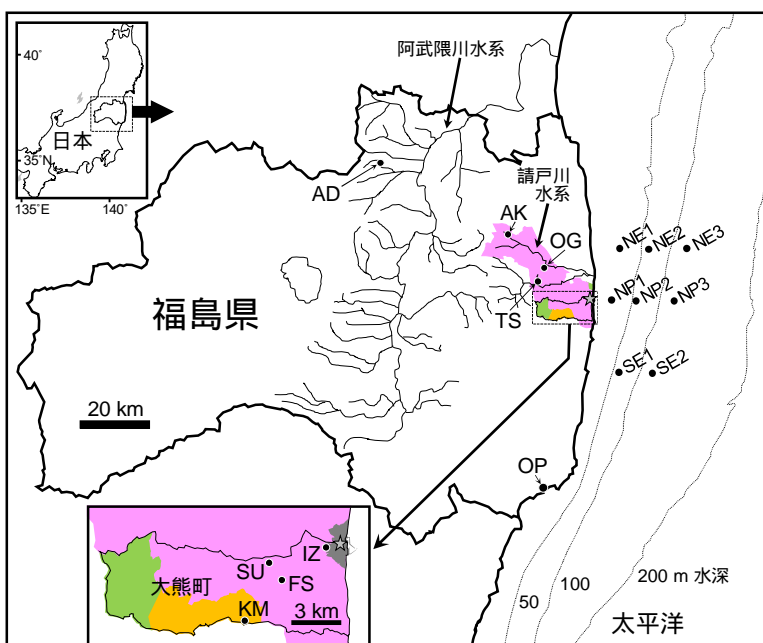 40˚
日本
35˚N
135˚E
140˚
阿武隈川水系
請戸川
水系
AD
AK
OG
TS
福島県
20 km
NE1
NE2
NE3
NP1
NP2
NP3
SE1
SE2
OP
IZ
SU
FS
大熊町
KM
3 km
50
100
200 m 水深
太平洋